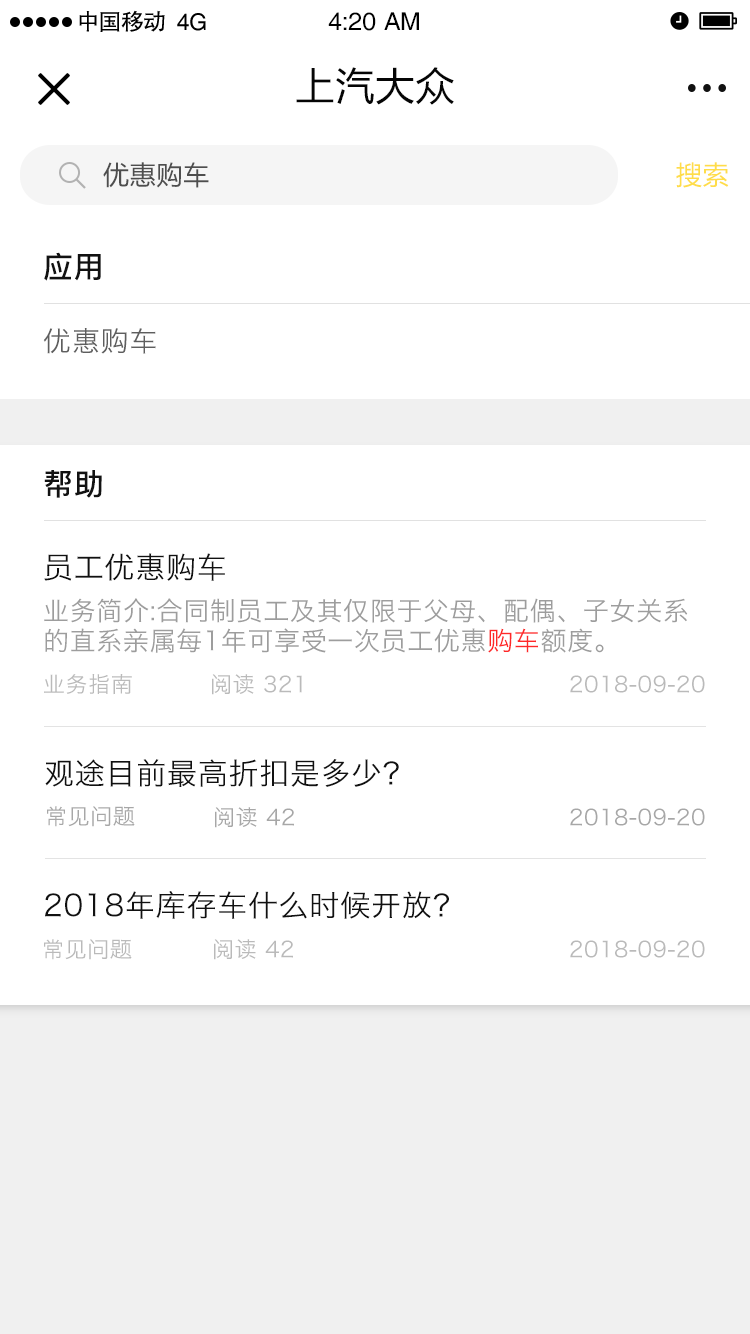 中国移动 4G 4:20 AM
上汽大众
优惠购车 搜索
应用
优惠购车
帮助
员工优惠购车
业务简介:合同制员工及其仅限于父母、配偶、子女关系
的直系亲属每1年可享受一次员工优惠购车额度。
业务指南 阅读 321 2018-09-20
观途目前最高折扣是多少?
常见问题 阅读 42 2018-09-20
2018年库存车什么时候开放?
常见问题 阅读 42 2018-09-20